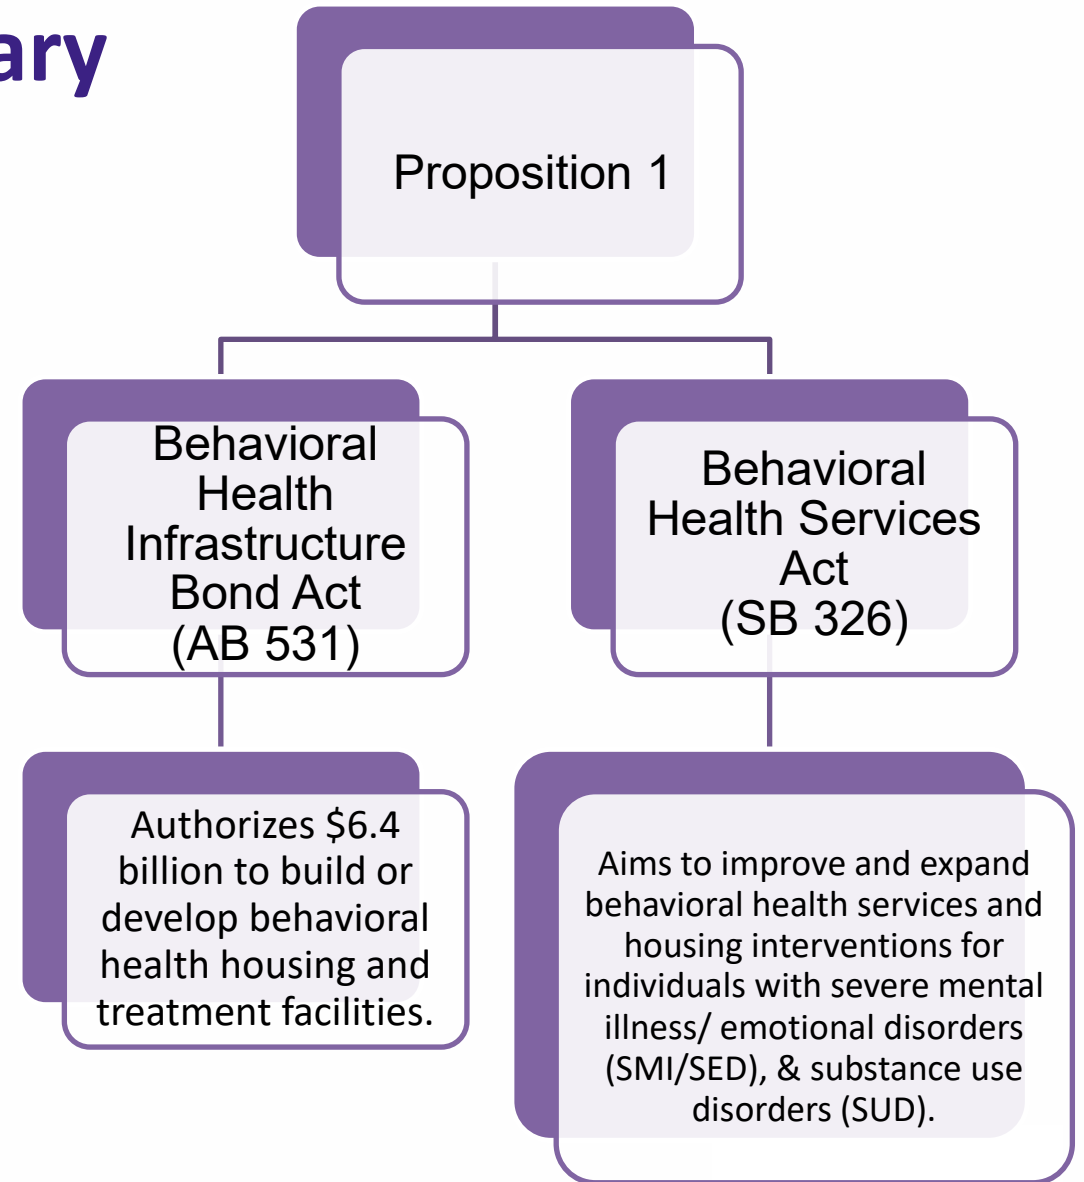 ary
Proposition 1
Behavioral
Health
Infrastructure
Bond Act
(AB 531)
Behavioral
Health Services
Act
(SB 326)
Authorizes $6.4
billion to build or
develop behavioral
health housing and
treatment facilities.
Aims to improve and expand
behavioral health services and
housing interventions for
individuals with severe mental
illness/ emotional disorders
(SMI/SED), & substance use
disorders (SUD).